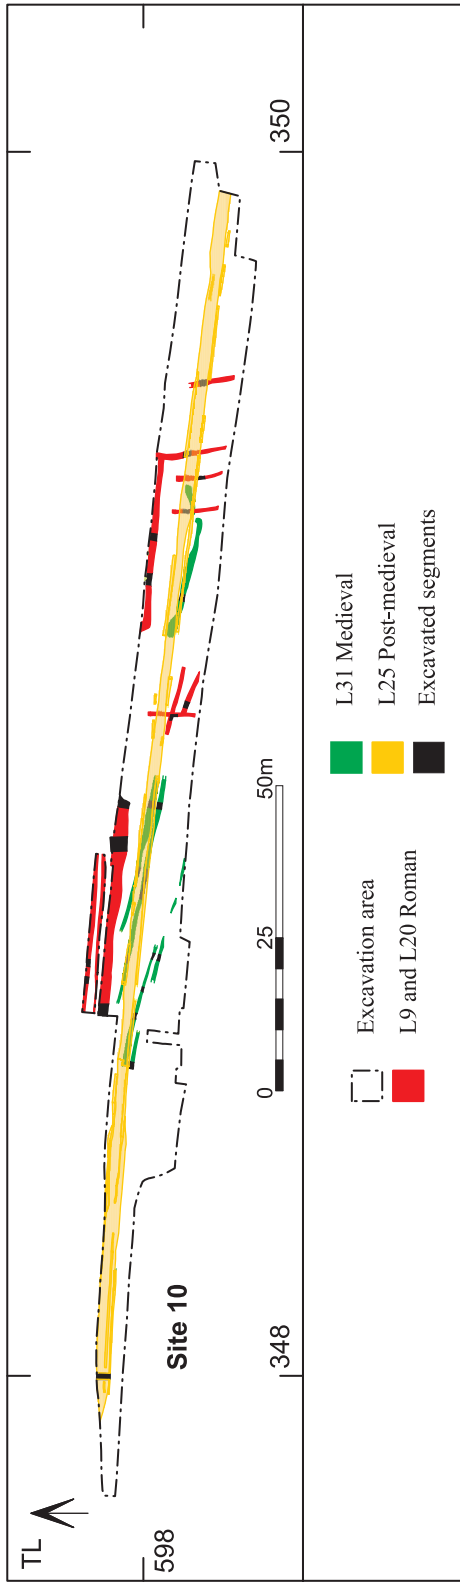 TL
598
348
350
Site 10
0 25 50m
Excavation area
L9 and L20 Roman
L31 Medieval
L25 Post-medieval
Excavated segments